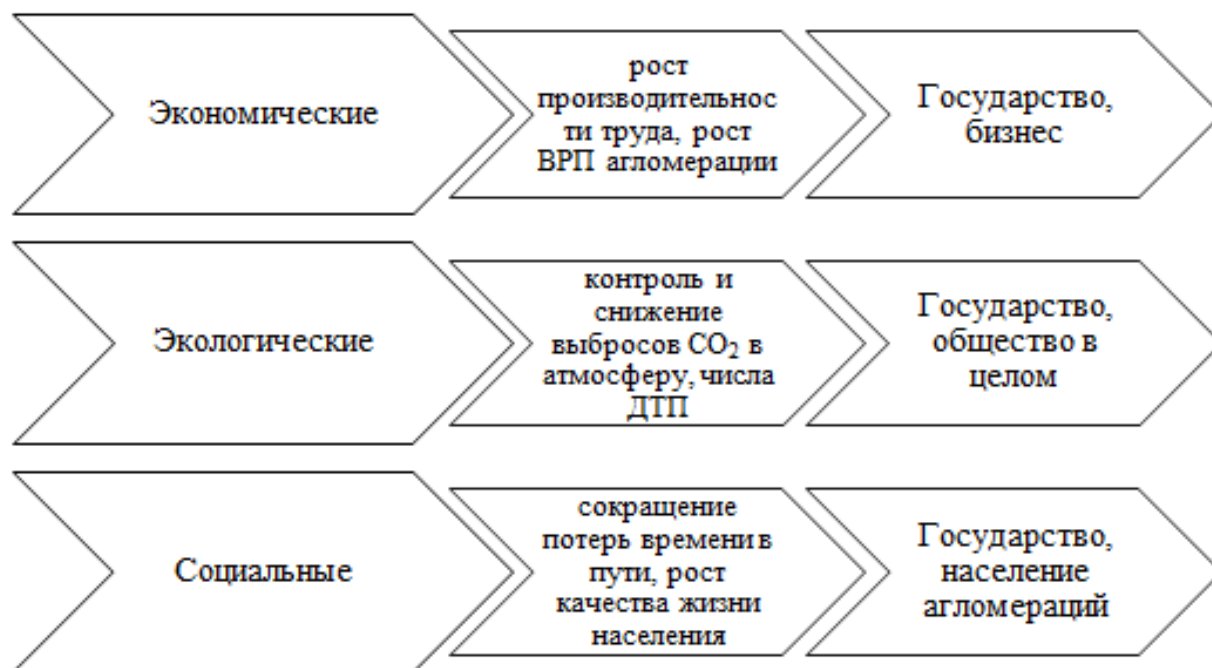 Экономические
рост
производительнос
ти труда, рост
ВРП агломерации
Государство,
бизнес
Экологические
контроль и
снижение
выбросов CO₂ в
атмосферу, числа
ДТП
Государство,
общество в
целом
Социальные
сокращение
потерь времени в
пути, рост
качества жизни
населения
Государство,
население
агломераций